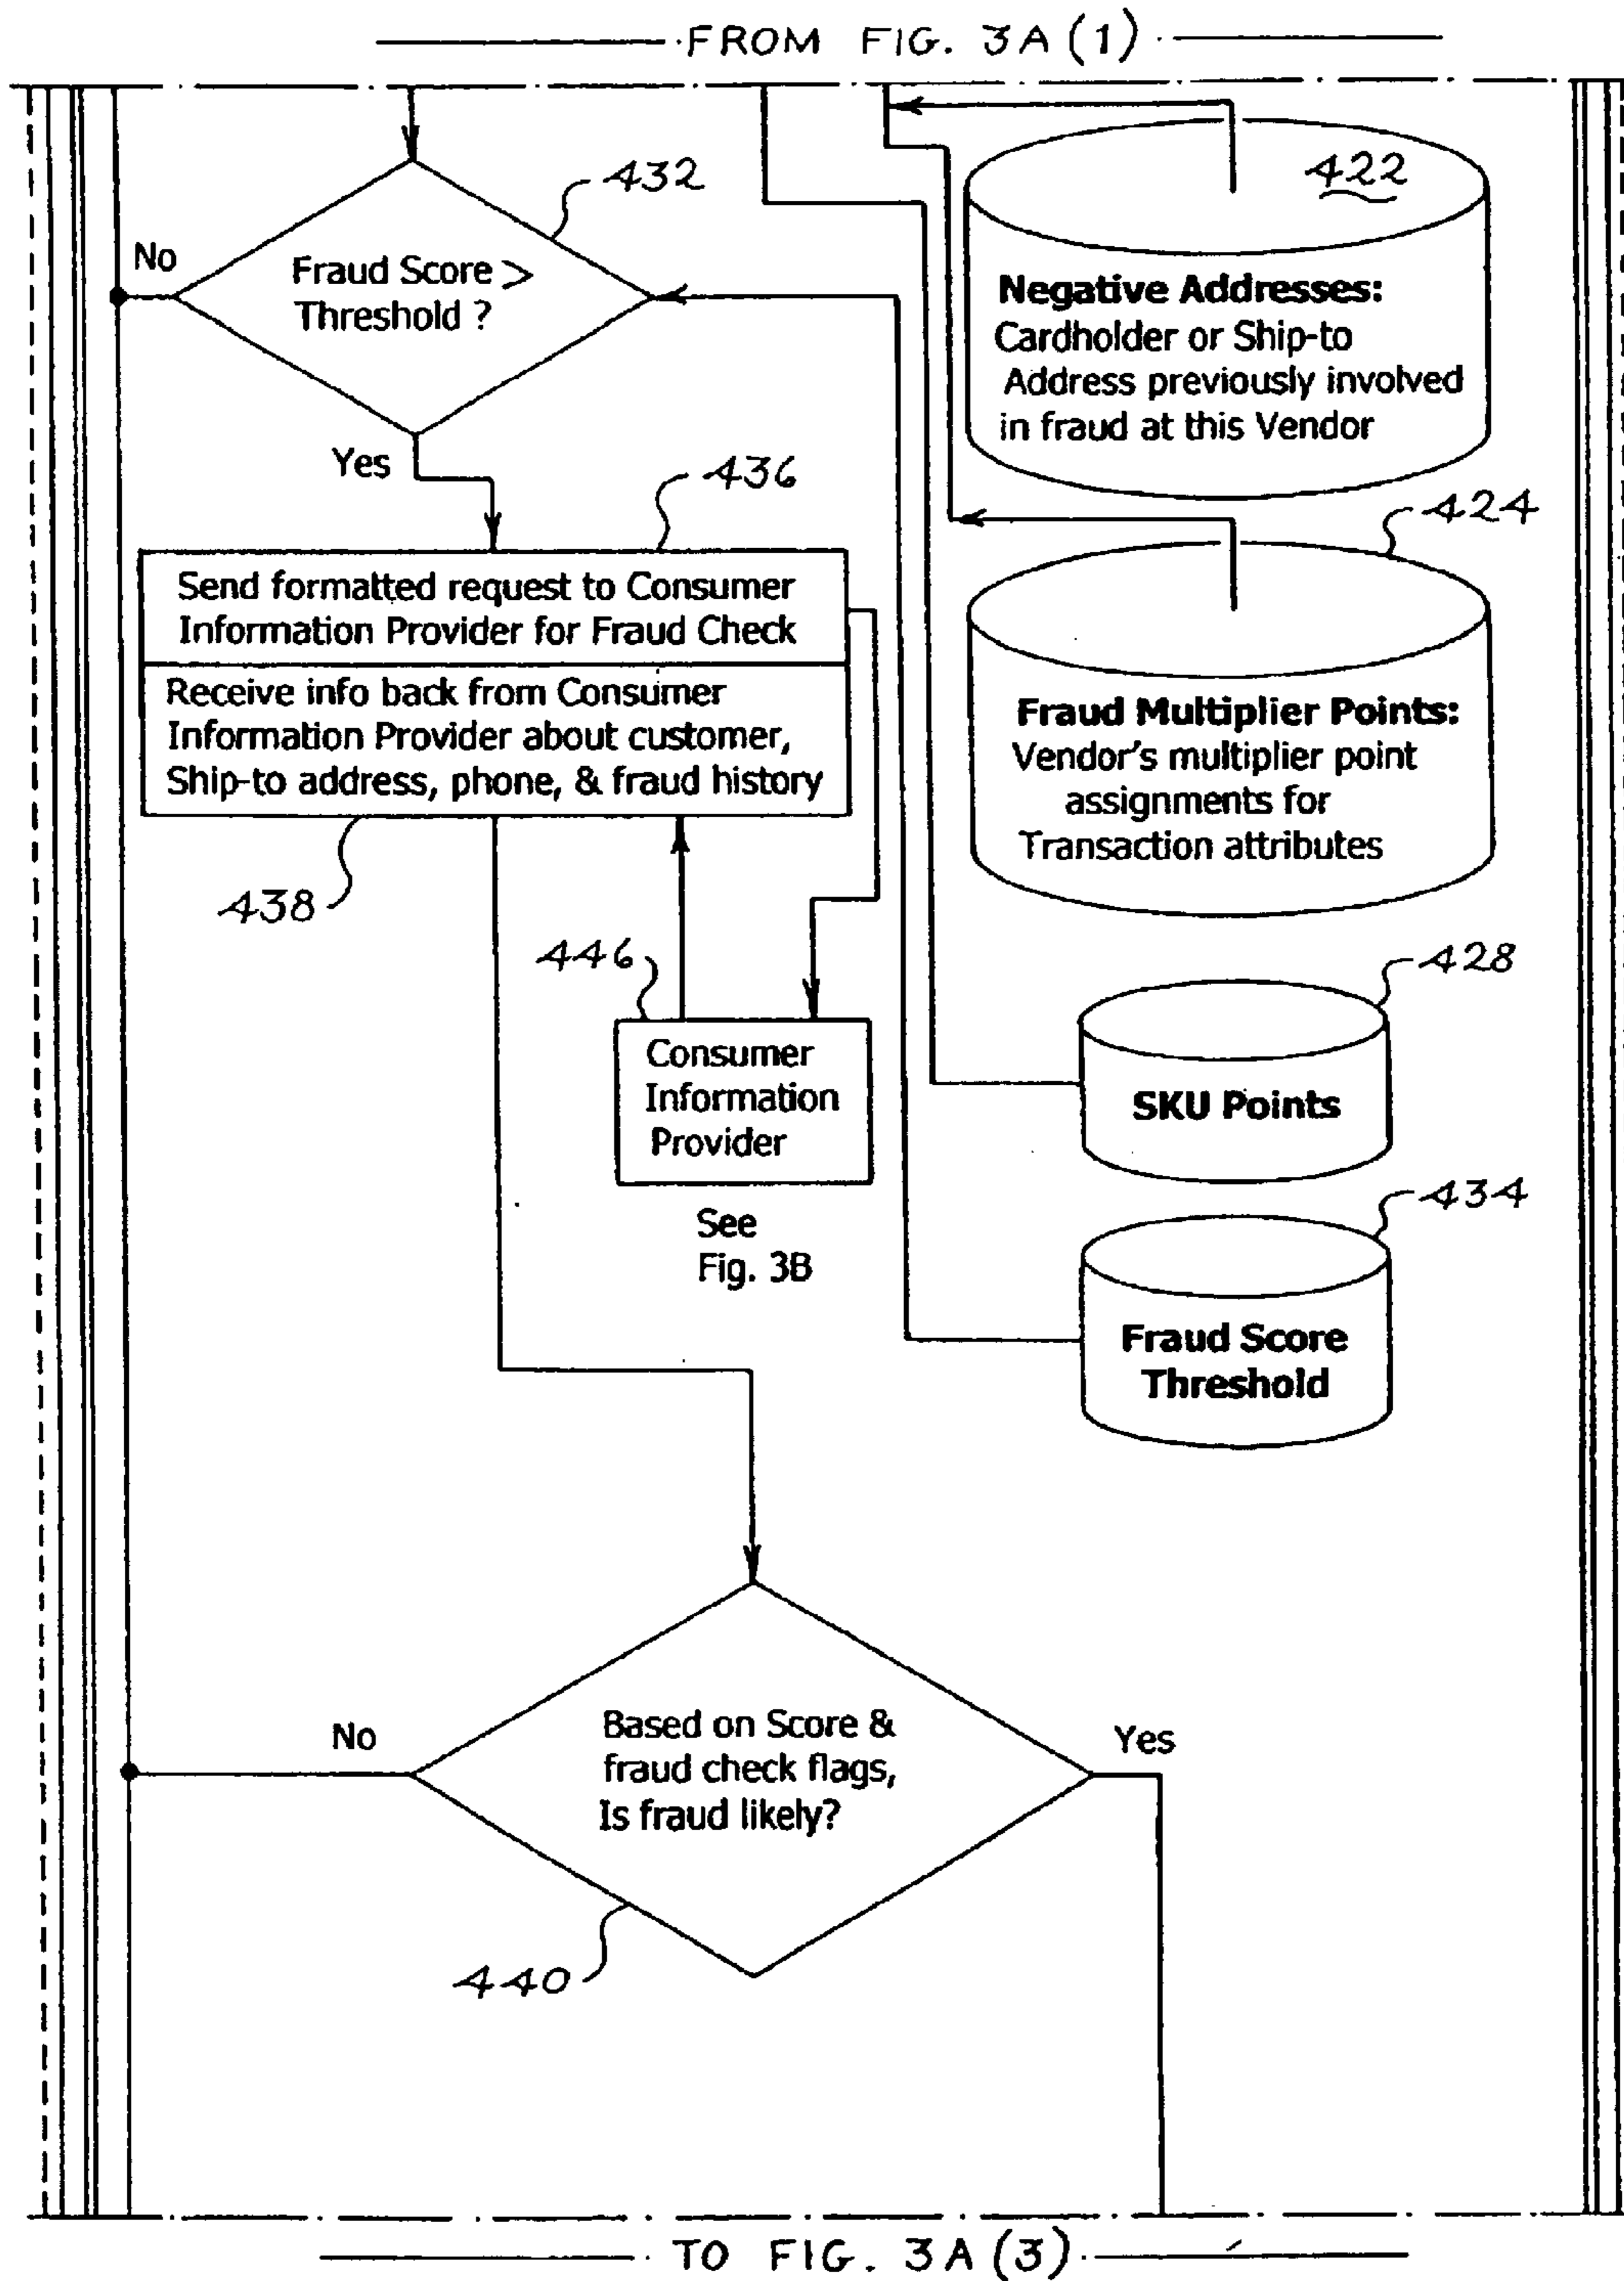 FROM FIG. 3A(1)
432
422
No
Fraud Score >
Threshold ?
Negative Addresses:
Cardholder or Ship-to
Address previously involved
in fraud at this Vendor
Yes
436
424
Send formatted request to Consumer
Information Provider for Fraud Check
Receive info back from Consumer
Information Provider about customer,
Ship-to address, phone, & fraud history
Fraud Multiplier Points:
Vendor's multiplier point
assignments for
Transaction attributes
438
446
428
Consumer
Information
Provider
SKU Points
See
Fig. 3B
434
Fraud Score
Threshold
No
Based on Score &
fraud check flags,
Is fraud likely?
Yes
440
TO FIG. 3A(3)